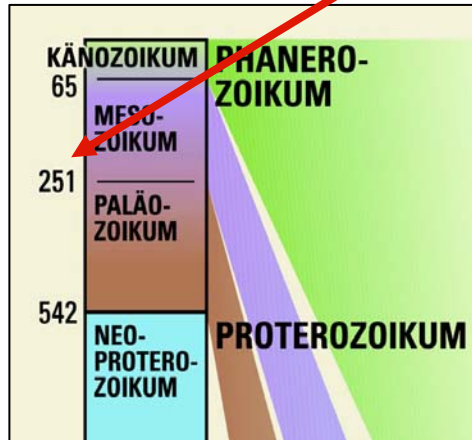 KÄNOZOIKUM
65
MESO-
ZOIKUM
251
PALÄO-
ZOIKUM
542
NEO-
PROTERO-
ZOIKUM
PHANERO-
ZOIKUM
PROTEROZOIKUM